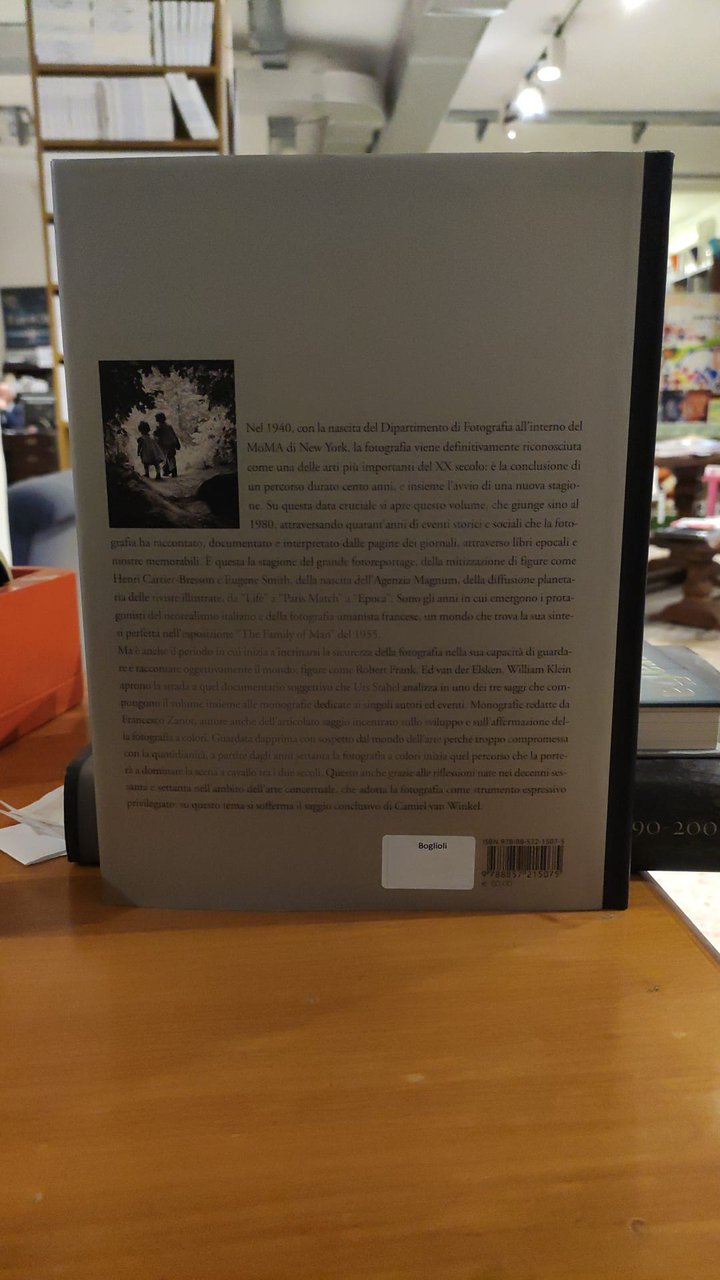 Nel 1940, con la nascita del Dipartimento di Fotografia all'interno del
MoMA di New York, la fotografia viene definitivamente riconosciuta
come una delle arti più importanti del XX secolo: è la conclusione di
un percorso durato cento anni, e insieme l'avvio di una nuova stagio-
ne. Su questa data cruciale si apre questo volume, che giunge sino al
1980, attraversando quarant'anni di eventi storici e sociali che la foto-
grafia ha raccontato, documentato e interpretato dalle pagine dei giornali, attraverso libri epocali e
mostre memorabili. È questa la stagione del grande fotoreportage, della mitizzazione di figure come
Henri Cartier-Bresson e Eugene Smith, della nascita dell'Agenzia Magnum, della diffusione planeta-
ria delle riviste illustrate, da "Life" a "Paris Match" a "Epoca". Sono gli anni in cui emergono i prota-
gonisti del neorealismo italiano e della fotografia umanista francese, un mondo che trova la sua sinte-
si perfetta nell'esposizione "The Family of Man" del 1955.
Ma è anche il periodo in cui inizia a incrinarsi la sicurezza della fotografia nella sua capacità di guarda-
re e raccontare oggettivamente il mondo; figure come Robert Frank, Ed van der Elsken, William Klein
aprono la strada a quel documentario soggettivo che Urs Stahel analizza in uno dei tre saggi che com-
pongono il volume insieme alle monografie dedicate ai singoli autori ed eventi. Monografie redatte da
Francesco Zanot, autore anche dell'articolato saggio incentrato sullo sviluppo e sull'affermazione del-
la fotografia a colori. Guardata dapprima con sospetto dal mondo dell'arte perché troppo compromessa
con la quotidianità, a partire dagli anni settanta la fotografia a colori inizia quel percorso che la porte-
rà a dominare la scena a cavallo tra i due secoli. Questo anche grazie alle riflessioni nate nei decenni ses-
santa e settanta nell'ambito dell'arte concettuale, che adotta la fotografia come strumento espressivo
privilegiato: su questo tema si sofferma il saggio conclusivo di Camiel van Winkel.
Boglioli
ISBN 978-88-572-1507-5
9 788857 215075
€ 60,00
90-200